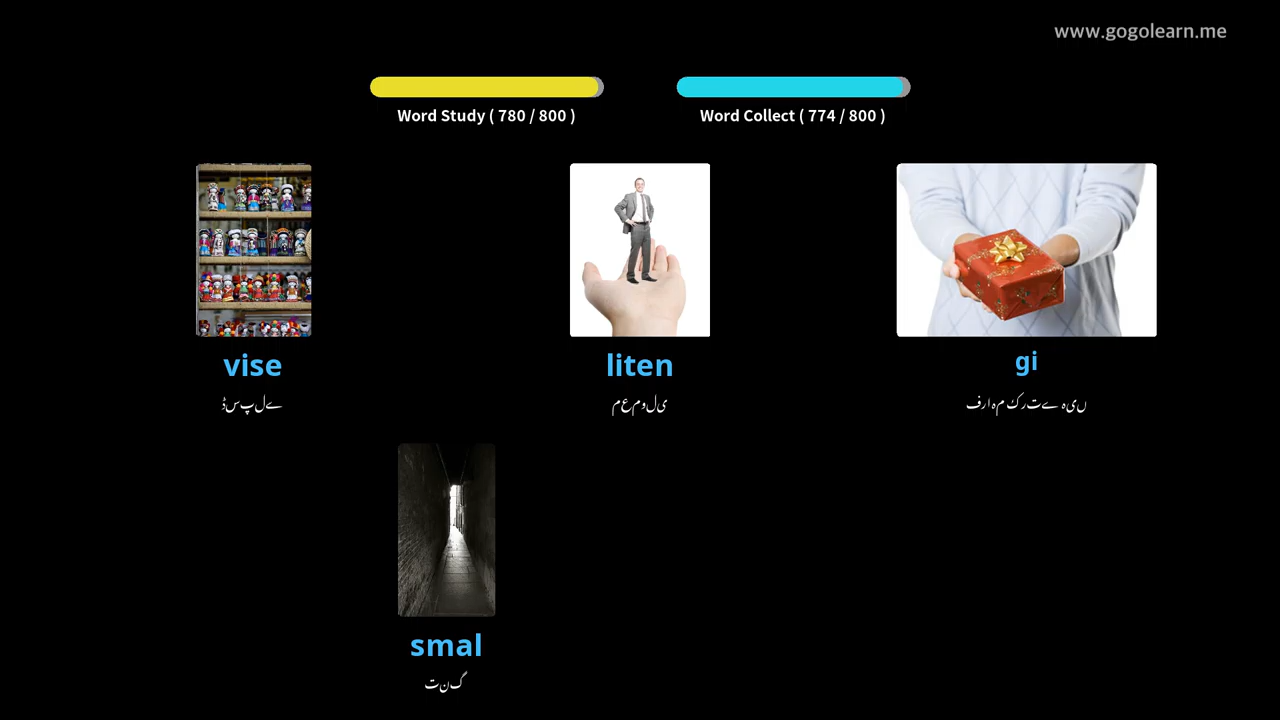 www.gogolearn.me
Word Study ( 780 / 800 )
Word Collect ( 774 / 800 )
vise
liten
gi
ڈسپلے
معمولی
فراہم کرتے ہیں
smal
تنگ